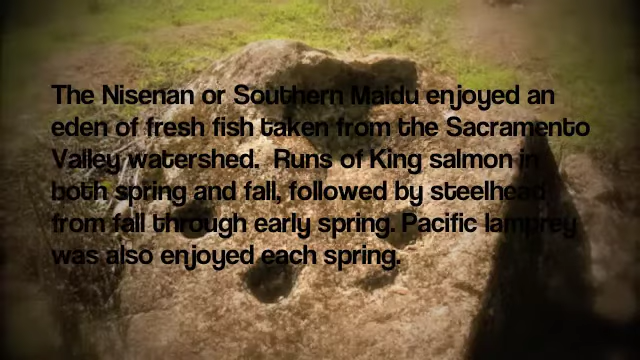 The Nisenan or Southern Maidu enjoyed an
eden of fresh fish taken from the Sacramento
Valley watershed.  Runs of King salmon in
both spring and fall, followed by steelhead
from fall through early spring. Pacific lamprey
was also enjoyed each spring.